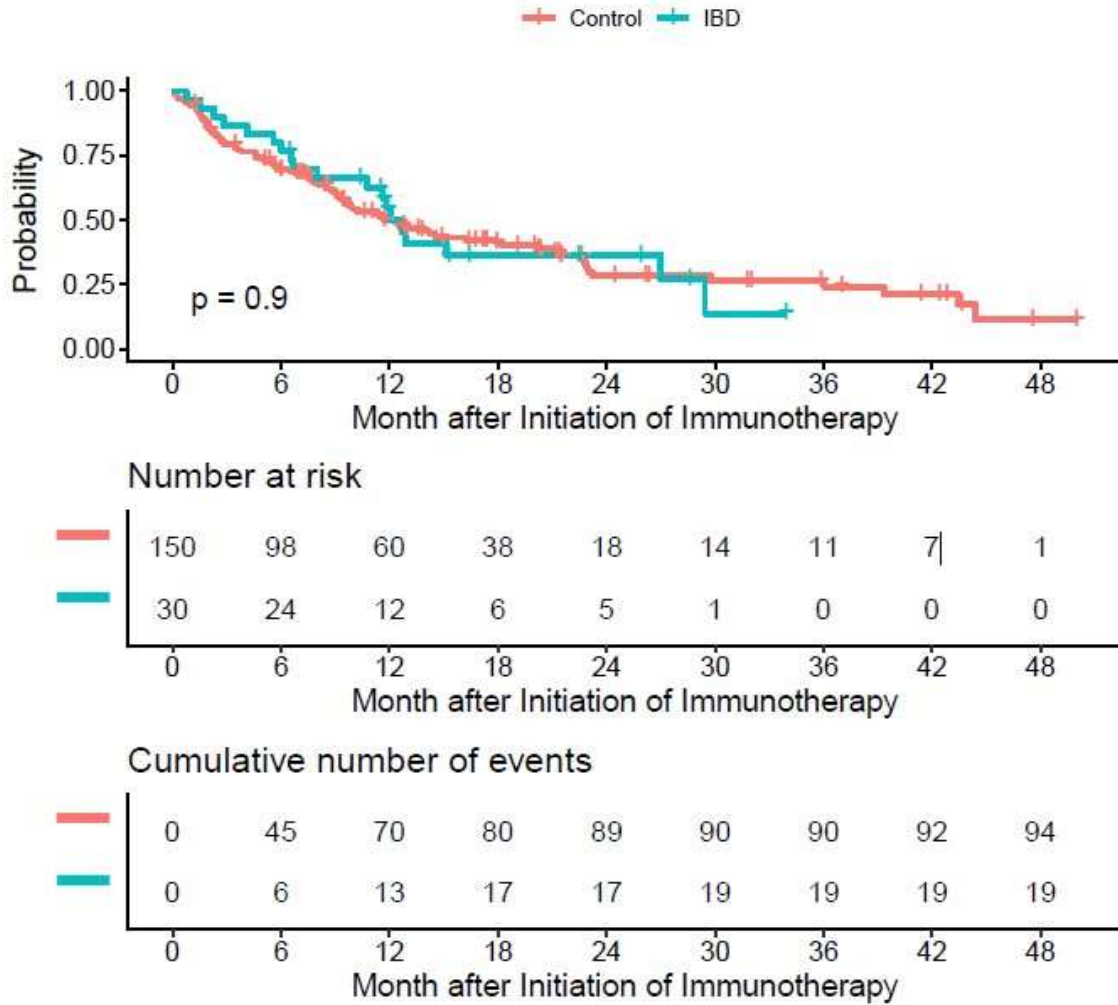 Control IBD
Probability
1.00
0.75
0.50
0.25
0.00
p = 0.9
0 6 12 18 24 30 36 42 48
Month after Initiation of Immunotherapy
Number at risk
150 98 60 38 18 14 11 7|
1
30 24 12 6 5 1 0 0 0
0 6 12 18 24 30 36 42 48
Month after Initiation of Immunotherapy
Cumulative number of events
0 45 70 80 89 90 90 92 94
0 6 13 17 17 19 19 19 19
0 6 12 18 24 30 36 42 48
Month after Initiation of Immunotherapy